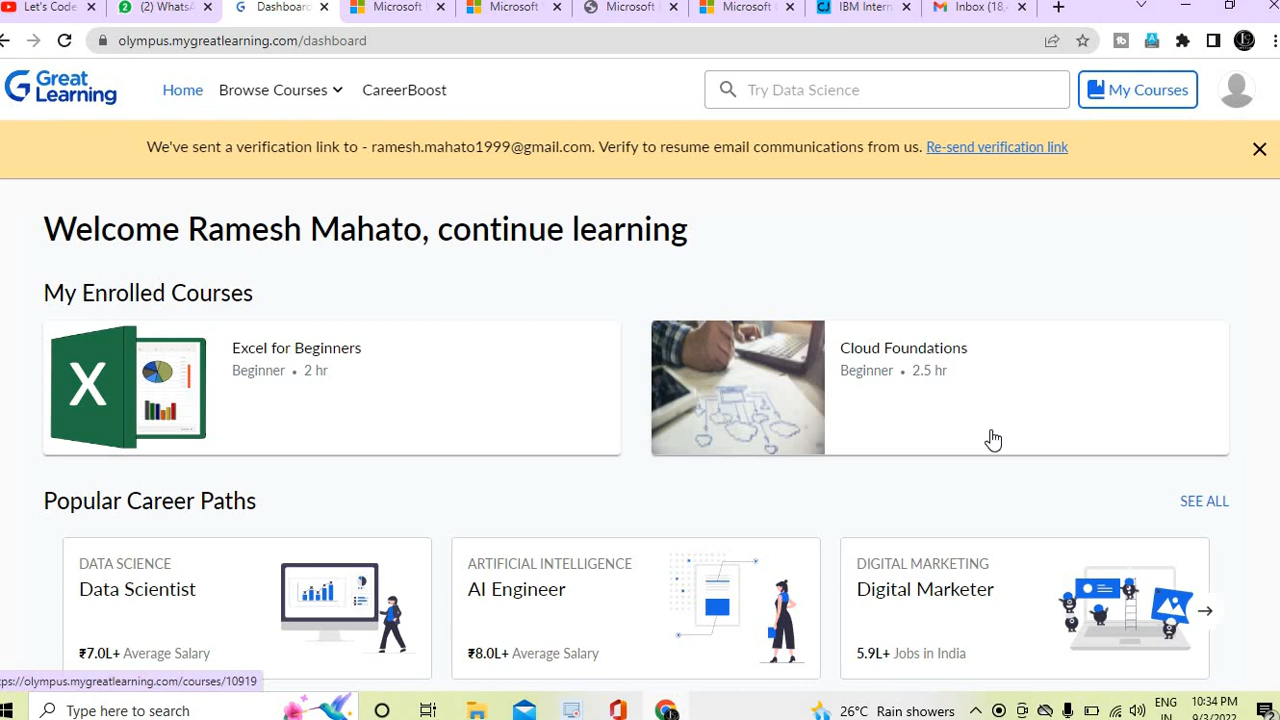 Let's Code
(2) Whats
Dashboard
Microsoft
Microsoft
Microsoft
Microsoft
IBM Intern
Inbox (18,
olympus.mygreatlearning.com/dashboard
Great Learning
Home
Browse Courses
CareerBoost
Try Data Science
My Courses
We've sent a verification link to - ramesh.mahato1999@gmail.com. Verify to resume email communications from us. Re-send verification link
Welcome Ramesh Mahato, continue learning
My Enrolled Courses
Excel for Beginners
Beginner • 2 hr
Cloud Foundations
Beginner • 2.5 hr
Popular Career Paths
SEE ALL
DATA SCIENCE
Data Scientist
₹7.0L+ Average Salary
ARTIFICIAL INTELLIGENCE
AI Engineer
₹8.0L+ Average Salary
DIGITAL MARKETING
Digital Marketer
5.9L+ Jobs in India
tps://olympus.mygreatlearning.com/courses/10919
Type here to search
26°C Rain showers
ENG
IN
10:34 PM